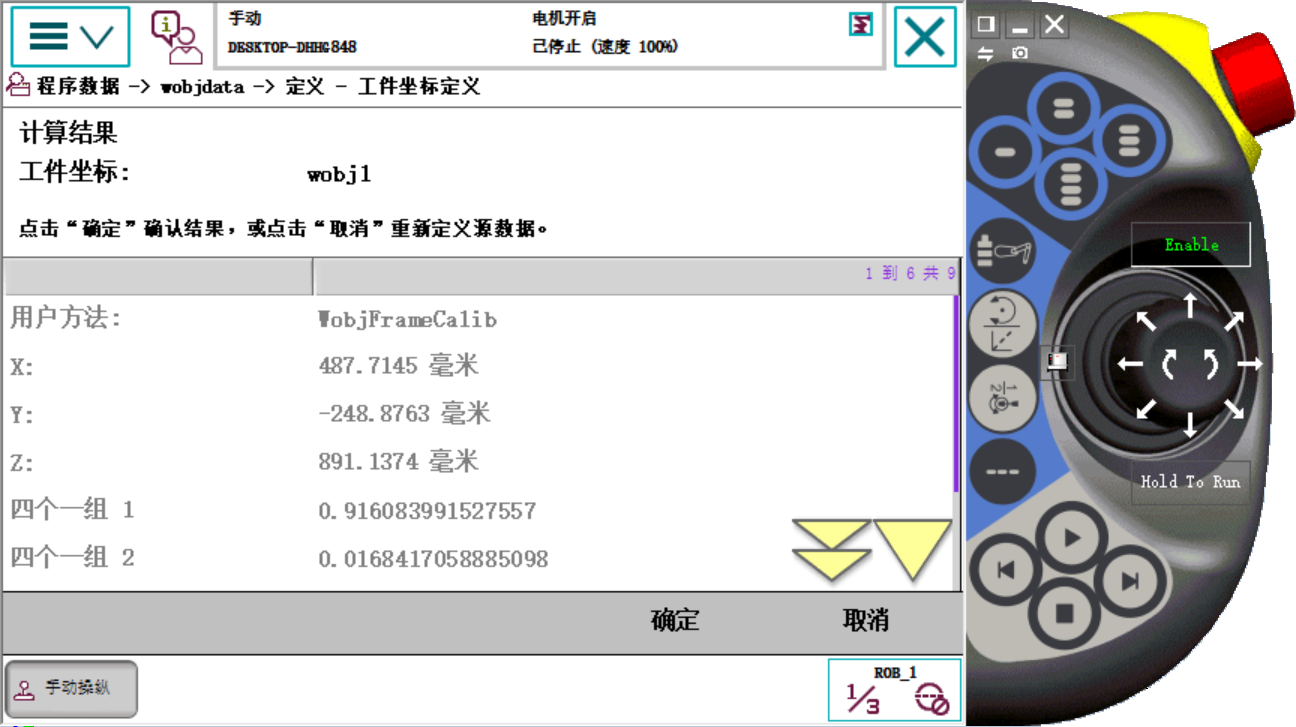 手动
电机开启
DESKTOP-DHHG848
己停止 (速度 100%)
程序数据 -> wobjdata -> 定义 - 工件坐标定义
计算结果
工件坐标: wobj1
点击“确定”确认结果，或点击“取消”重新定义源数据。
1 到 6 共 9
用户方法: WobjFrameCalib
X: 487.7145 毫米
Y: -248.8763 毫米
Z: 891.1374 毫米
四个一组 1 0.916083991527557
四个一组 2 0.0168417058885098
确定 取消
手动操纵
ROB_1
1/3
Enable
Hold To Run